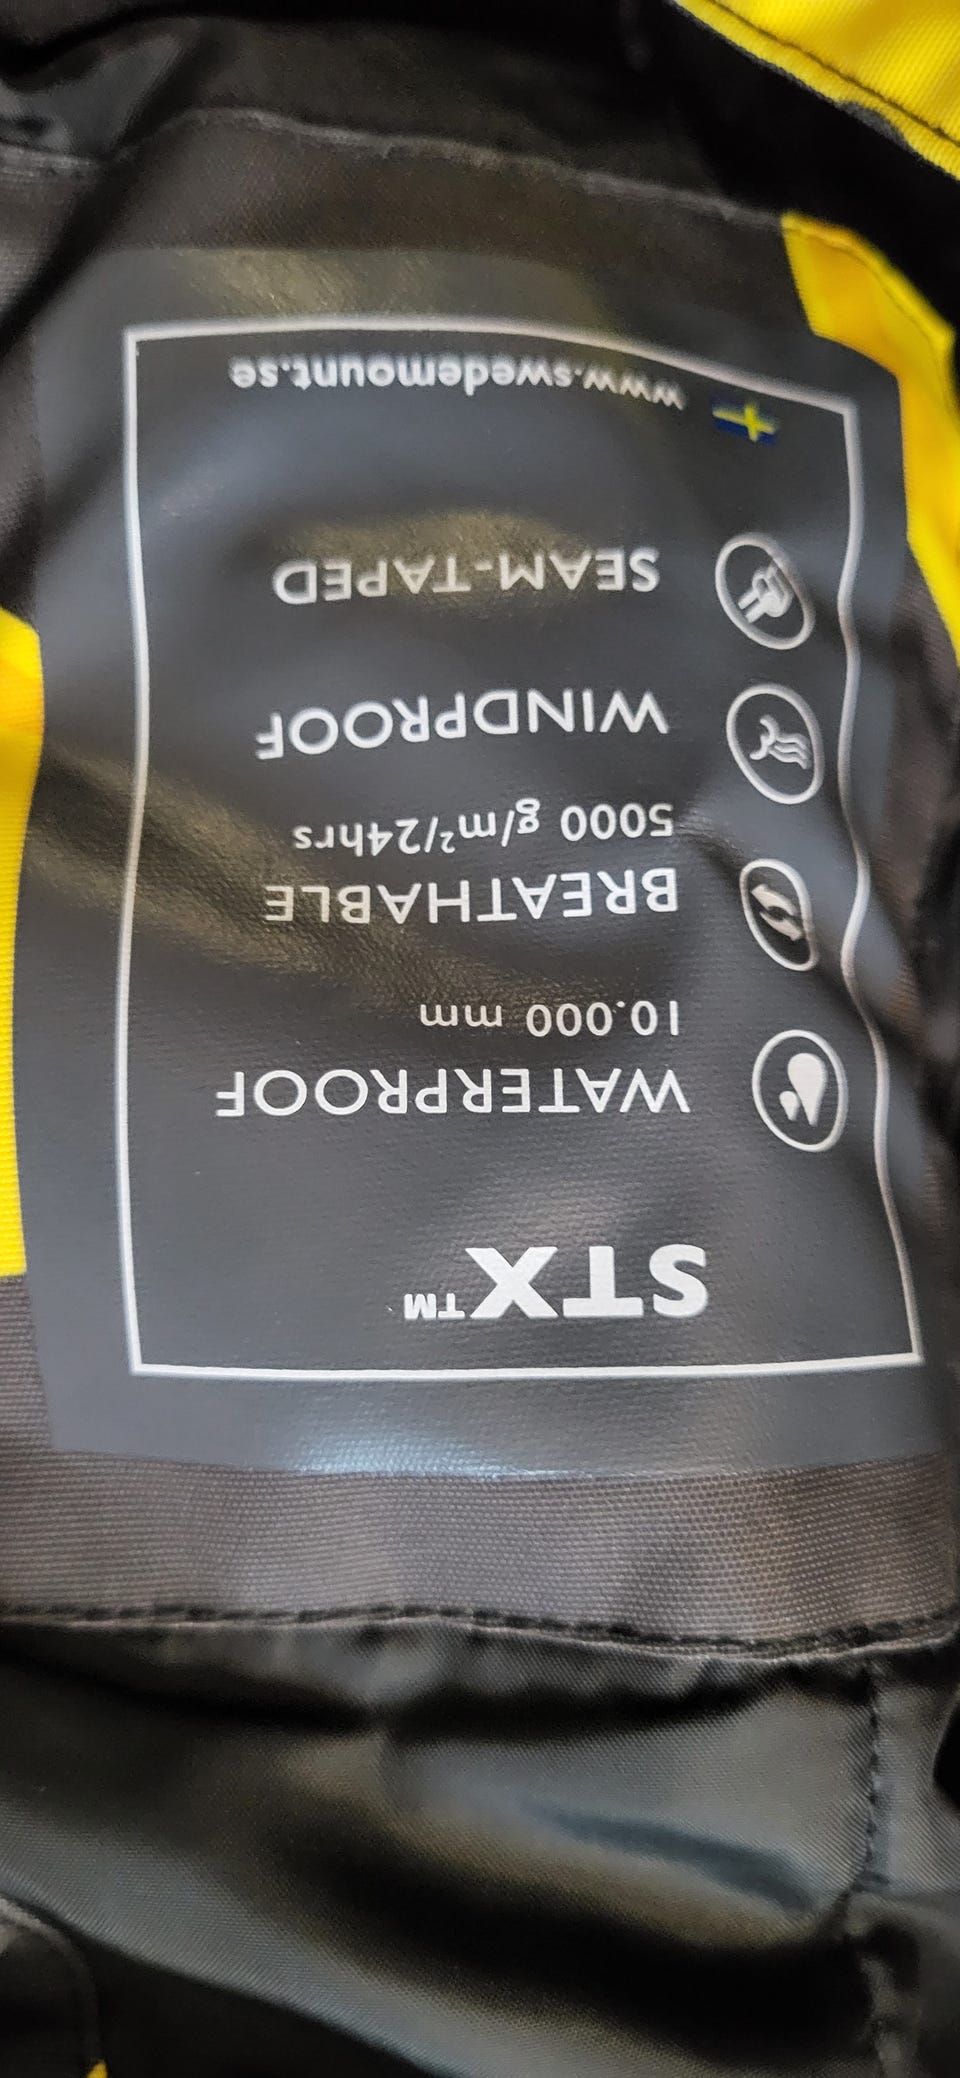 STX™
WATERPROOF
10.000 mm
BREATHABLE
5000 g/m²/24hrs
WINDPROOF
SEAM-TAPED
www.swedemount.se